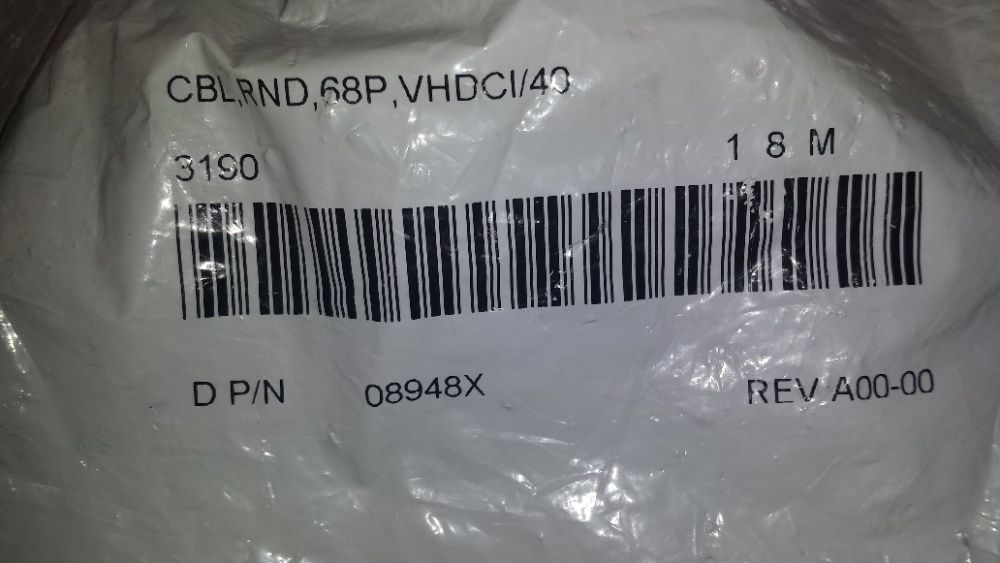 CBL,RND,68P,VHDCI/40
3190 1 8 M
D P/N 08948X REV A00-00